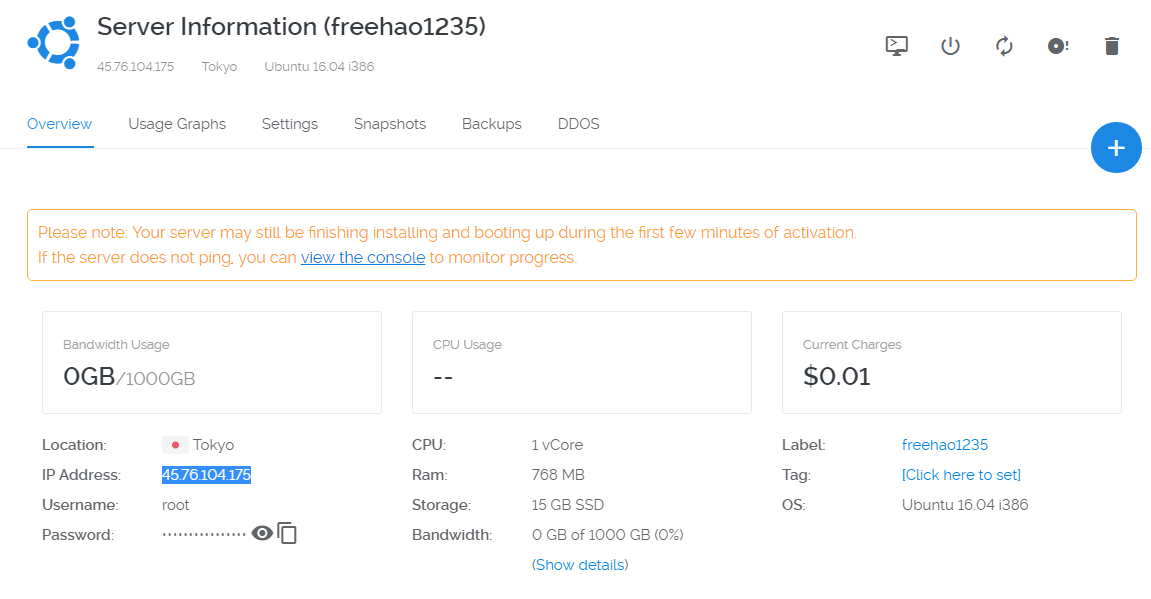 Server Information (freehao1235)
45.76.104.175 Tokyo Ubuntu 16.04 i386
Overview Usage Graphs Settings Snapshots Backups DDOS
Please note: Your server may still be finishing installing and booting up during the first few minutes of activation.
If the server does not ping, you can view the console to monitor progress.
Bandwidth Usage
0GB/1000GB
CPU Usage
--
Current Charges
$0.01
Location: Tokyo
IP Address: 45.76.104.175
Username: root
Password: ················
CPU: 1 vCore
Ram: 768 MB
Storage: 15 GB SSD
Bandwidth: 0 GB of 1000 GB (0%)
(Show details)
Label: freehao1235
Tag: [Click here to set]
OS: Ubuntu 16.04 i386